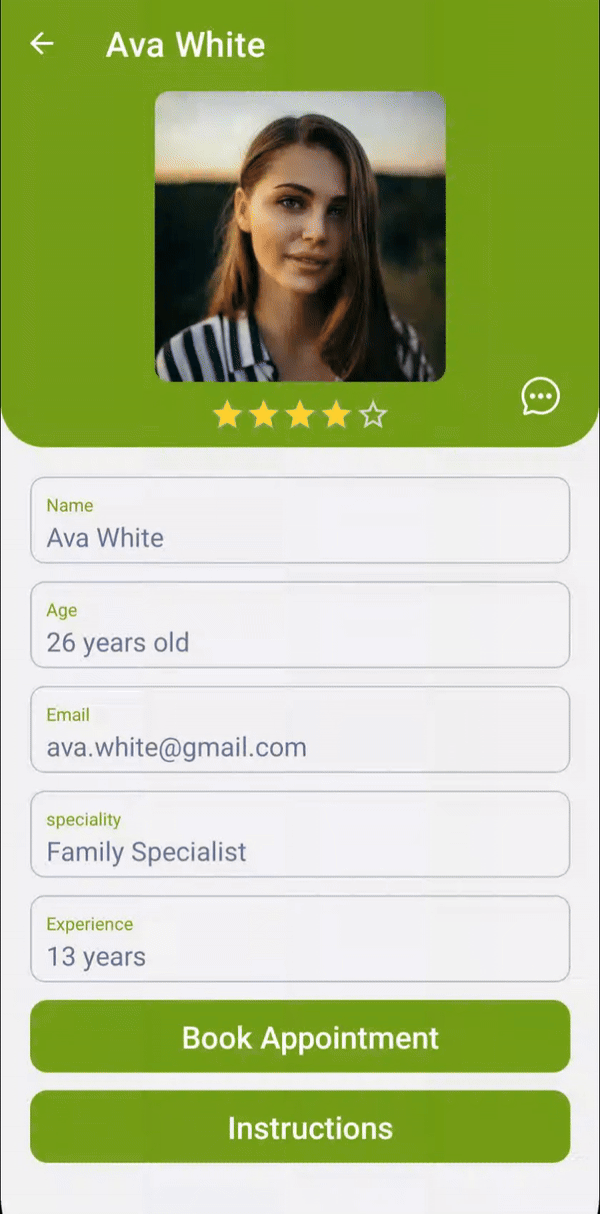 Ava White
Name
Ava White
Age
26 years old
Email
ava.white@gmail.com
speciality
Family Specialist
Experience
13 years
Book Appointment
Instructions